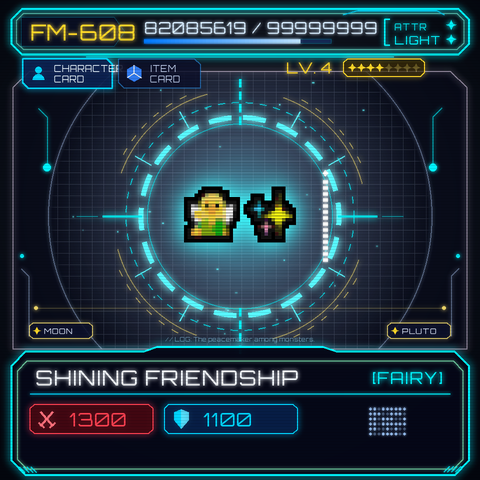 FM-608 82085619 / 99999999 ATTR LIGHT
CHARACTER CARD ITEM CARD LV.4
MOON PLUTO
// LOG: The peacemaker among monsters
SHINING FRIENDSHIP [FAIRY]
1300 1100